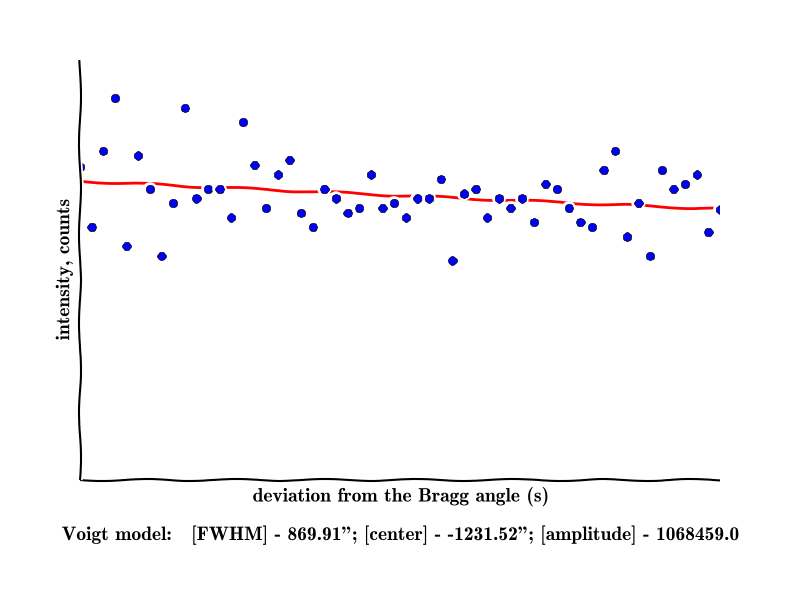 intensity, counts
deviation from the Bragg angle (s)
Voigt model: [FWHM] - 869.91”; [center] - -1231.52”; [amplitude] - 1068459.0